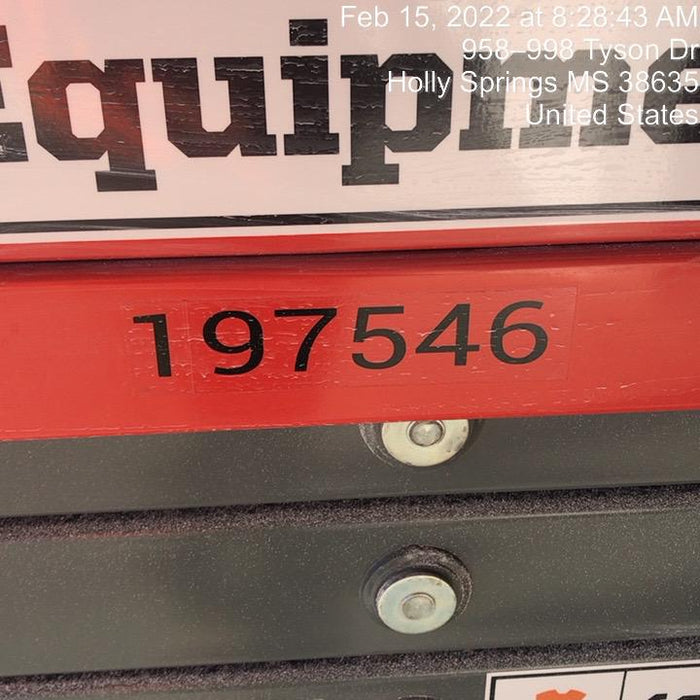 Feb 15, 2022 at 8:28:43 AM
958–998 Tyson Dr
Holly Springs MS 38635
United States
Equipme
197546